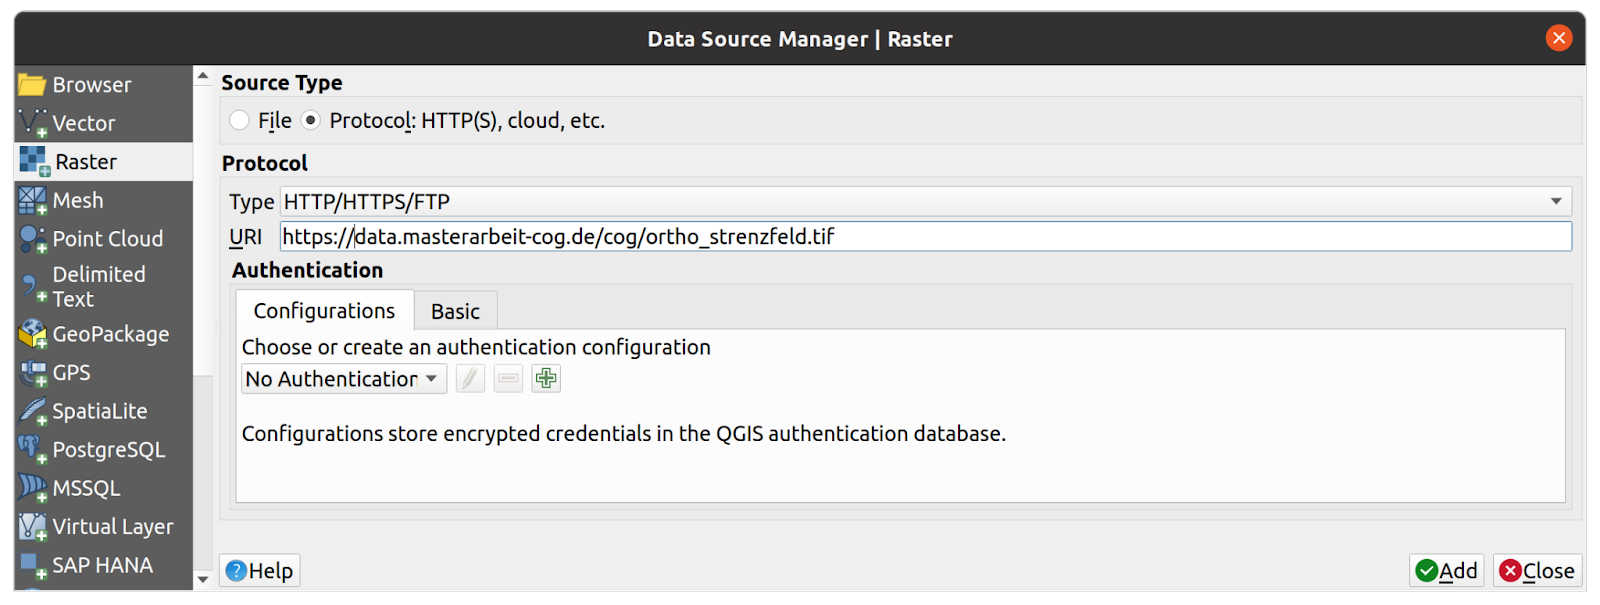 Data Source Manager | Raster
Browser
Vector
Raster
Mesh
Point Cloud
Delimited
Text
GeoPackage
GPS
SpatiaLite
PostgreSQL
MSSQL
Virtual Layer
SAP HANA
Source Type
File
Protocol: HTTP(S), cloud, etc.
Protocol
Type HTTP/HTTPS/FTP
URI https://data.masterarbeit-cog.de/cog/ortho_strenzfeld.tif
Authentication
Configurations Basic
Choose or create an authentication configuration
No Authentication
Configurations store encrypted credentials in the QGIS authentication database.
Help
Add
Close